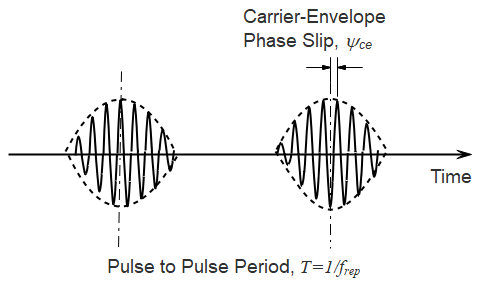 Carrier-Envelope
Phase Slip, ψce
Time
Pulse to Pulse Period, T=1/frep